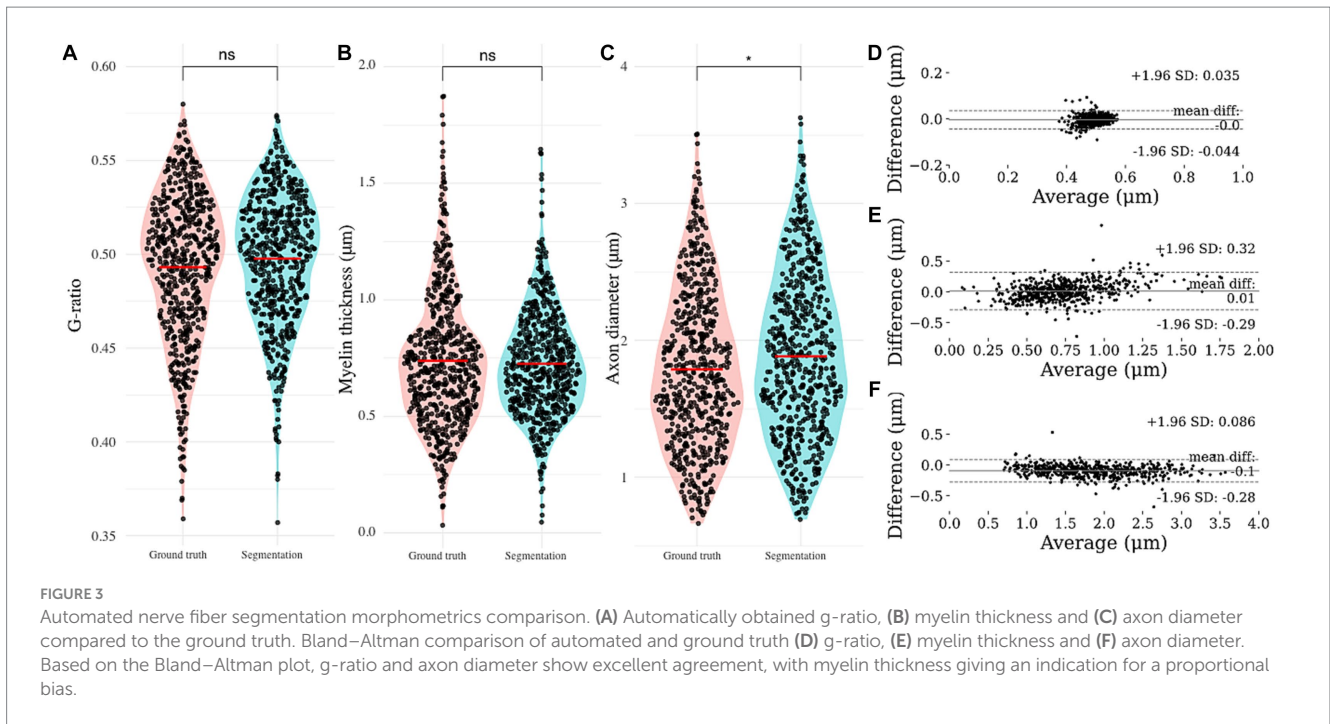 A
ns
0.60
0.55
0.50
0.45
0.40
0.35
G-ratio
Ground truth
Segmentation
B
ns
2.0
1.5
1.0
0.5
0.0
Myelin thickness (µm)
Ground truth
Segmentation
C
*
4
3
2
1
Axon diameter (µm)
Ground truth
Segmentation
D
Difference (µm)
0.2
0.0
−0.2
+1.96 SD: 0.035
mean diff:
-0.0
-1.96 SD: -0.044
0.0 0.2 0.4 0.6 0.8 1.0
Average (µm)
E
Difference (µm)
0.5
0.0
−0.5
+1.96 SD: 0.32
mean diff:
0.01
-1.96 SD: -0.29
0.00 0.25 0.50 0.75 1.00 1.25 1.50 1.75 2.00
Average (µm)
F
Difference (µm)
0.5
0.0
−0.5
+1.96 SD: 0.086
mean diff:
-0.1
-1.96 SD: -0.28
0.0 0.5 1.0 1.5 2.0 2.5 3.0 3.5 4.0
Average (µm)
FIGURE 3
Automated nerve fiber segmentation morphometrics comparison. (A) Automatically obtained g-ratio, (B) myelin thickness and (C) axon diameter
compared to the ground truth. Bland–Altman comparison of automated and ground truth (D) g-ratio, (E) myelin thickness and (F) axon diameter.
Based on the Bland–Altman plot, g-ratio and axon diameter show excellent agreement, with myelin thickness giving an indication for a proportional
bias.